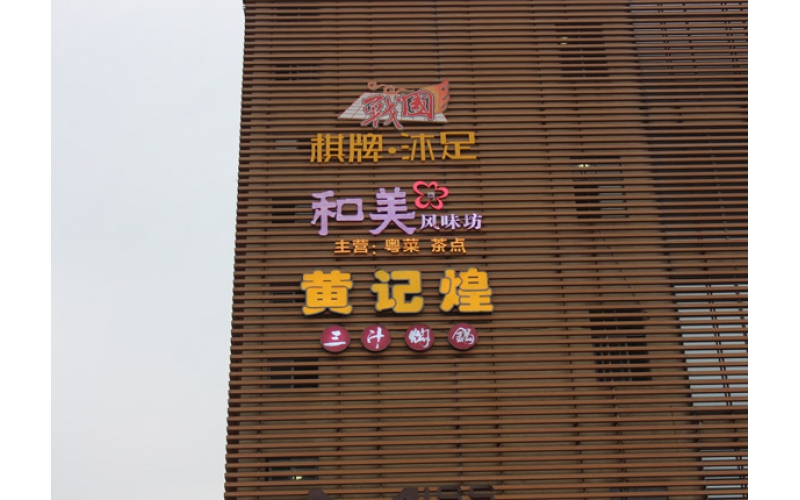 戰國
棋牌·沐足
和美风味坊
主营：粤菜 茶点
黄记煌
三汁焖锅